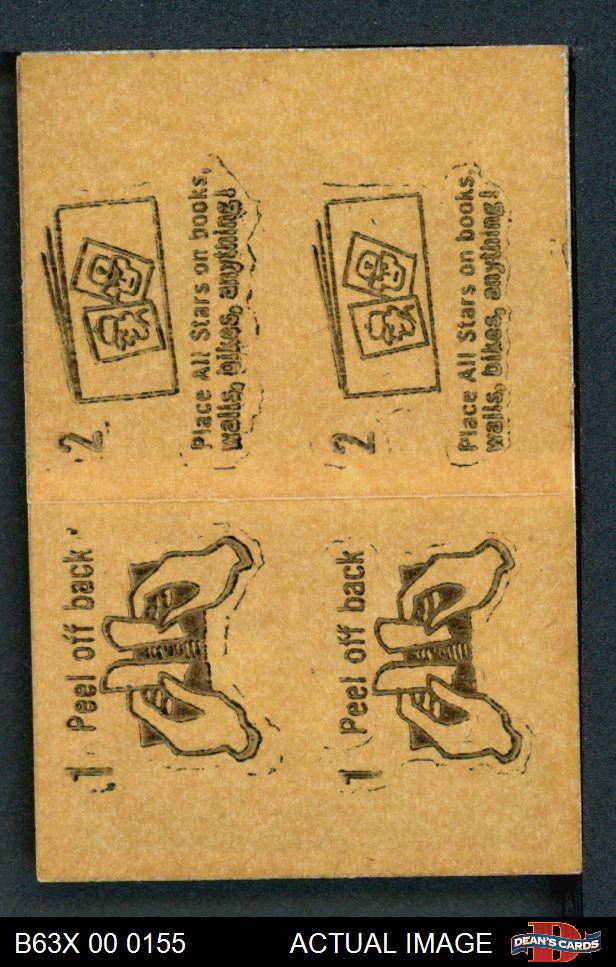 1 Peel off back
2
Place All Stars on books,
walls, bikes, anything!
1 Peel off back
2
Place All Stars on books,
walls, bikes, anything!
B63X 00 0155
ACTUAL IMAGE
D
DEAN'S CARDS